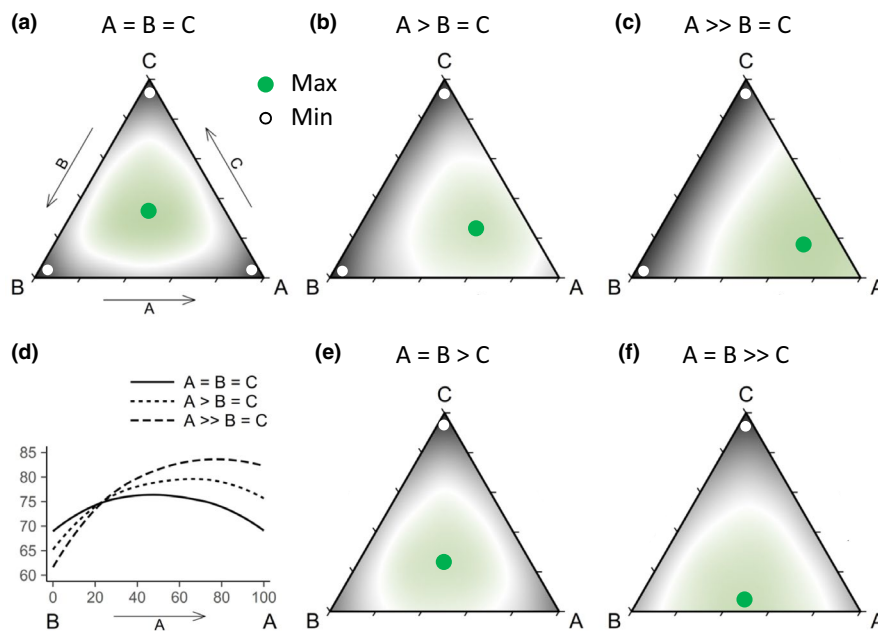 (a) A = B = C
(b) A > B = C
(c) A >> B = C
C
Max
Min
B
C
B
A
A
C
B
A
C
B
A
(d)
A = B = C
A > B = C
A >> B = C
85
80
75
70
65
60
0 20 40 60 80 100
B A A
(e) A = B > C
C
B
A
(f) A = B >> C
C
B
A